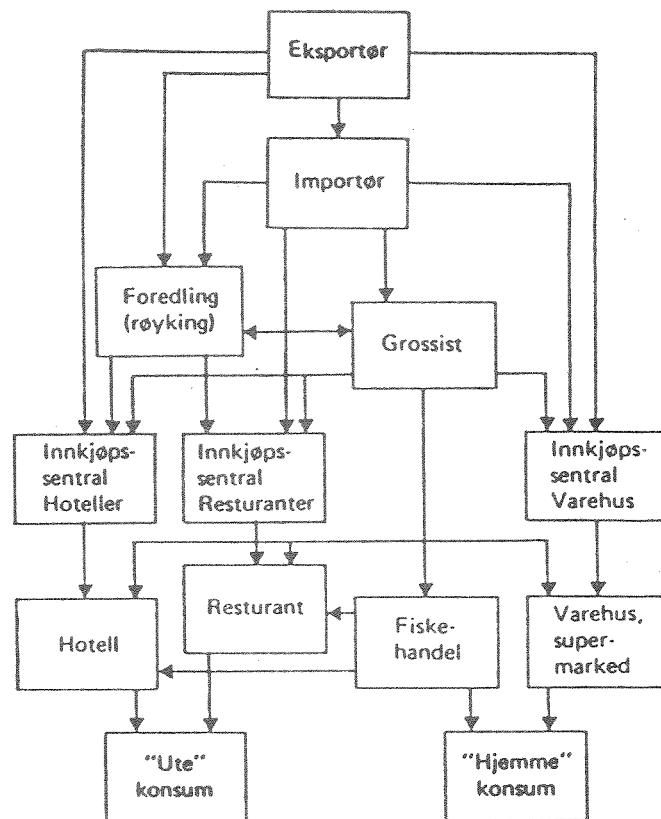 Eksportør
Importør
Foredling
(røyking)
Grossist
Innkjøps-
sentral
Hoteller
Innkjøps-
sentral
Resturanter
Innkjøps-
sentral
Varehus
Hotell
Resturant
Fiske-
handel
Varehus,
super-
marked
"Ute"
konsum
"Hjømme"
konsum